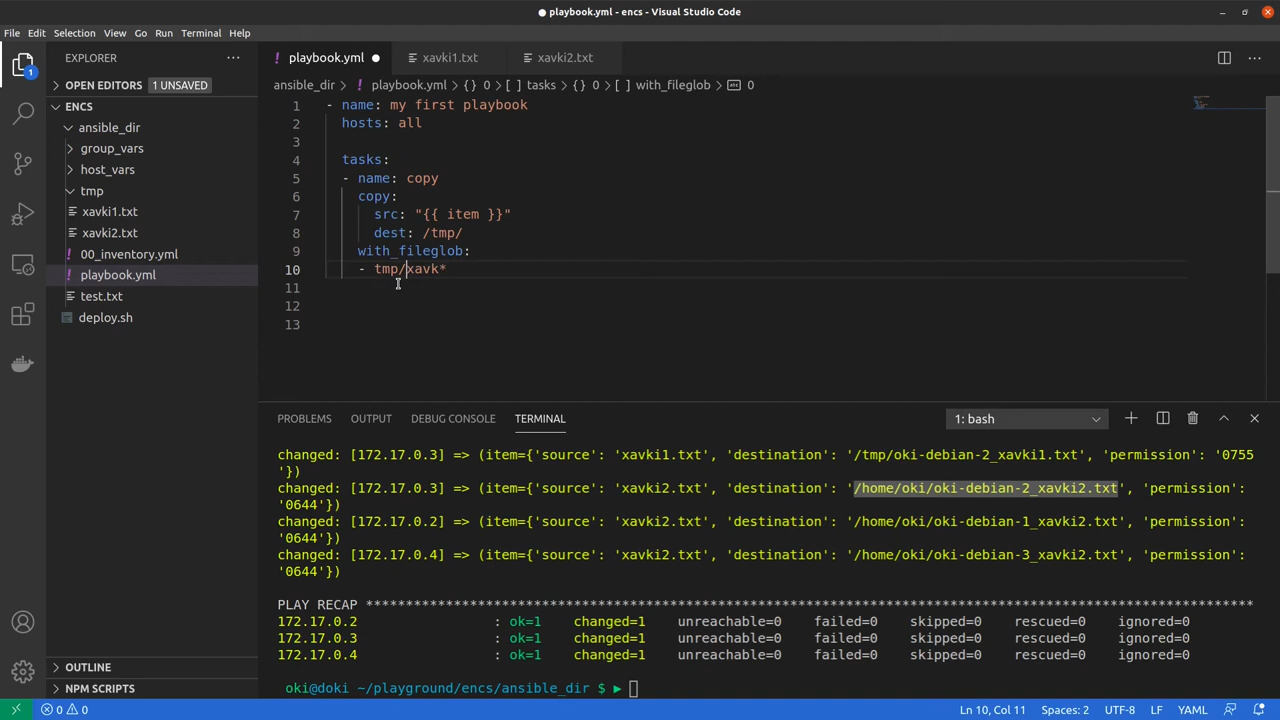 playbook.yml - encs - Visual Studio Code
File Edit Selection View Go Run Terminal Help
EXPLORER
playbook.yml xavki1.txt xavki2.txt
1
OPEN EDITORS 1 UNSAVED
ansible_dir > ! playbook.yml > {} 0 > [ ] tasks > {} 0 > [ ] with_fileglob > abc 0
ENCS
ansible_dir
group_vars
host_vars
tmp
xavki1.txt
xavki2.txt
00_inventory.yml
playbook.yml
test.txt
deploy.sh
1 - name: my first playbook
2 hosts: all
3
4 tasks:
5 - name: copy
6 copy:
7 src: "{{ item }}"
8 dest: /tmp/
9 with_fileglob:
10 - tmp/xavk*
11
12
13
PROBLEMS OUTPUT DEBUG CONSOLE TERMINAL 1: bash
changed: [172.17.0.3] => (item={'source': 'xavki1.txt', 'destination': '/tmp/oki-debian-2_xavki1.txt', 'permission': '0755
'})
changed: [172.17.0.3] => (item={'source': 'xavki2.txt', 'destination': '/home/oki/oki-debian-2_xavki2.txt', 'permission':
'0644'})
changed: [172.17.0.2] => (item={'source': 'xavki2.txt', 'destination': '/home/oki/oki-debian-1_xavki2.txt', 'permission':
'0644'})
changed: [172.17.0.4] => (item={'source': 'xavki2.txt', 'destination': '/home/oki/oki-debian-3_xavki2.txt', 'permission':
'0644'})
PLAY RECAP *********************************************************************************************************
172.17.0.2 : ok=1 changed=1 unreachable=0 failed=0 skipped=0 rescued=0 ignored=0
172.17.0.3 : ok=1 changed=1 unreachable=0 failed=0 skipped=0 rescued=0 ignored=0
172.17.0.4 : ok=1 changed=1 unreachable=0 failed=0 skipped=0 rescued=0 ignored=0
oki@doki ~/playground/encs/ansible_dir $ ▶
OUTLINE
NPM SCRIPTS
0 0 Ln 10, Col 11 Spaces: 2 UTF-8 LF YAML